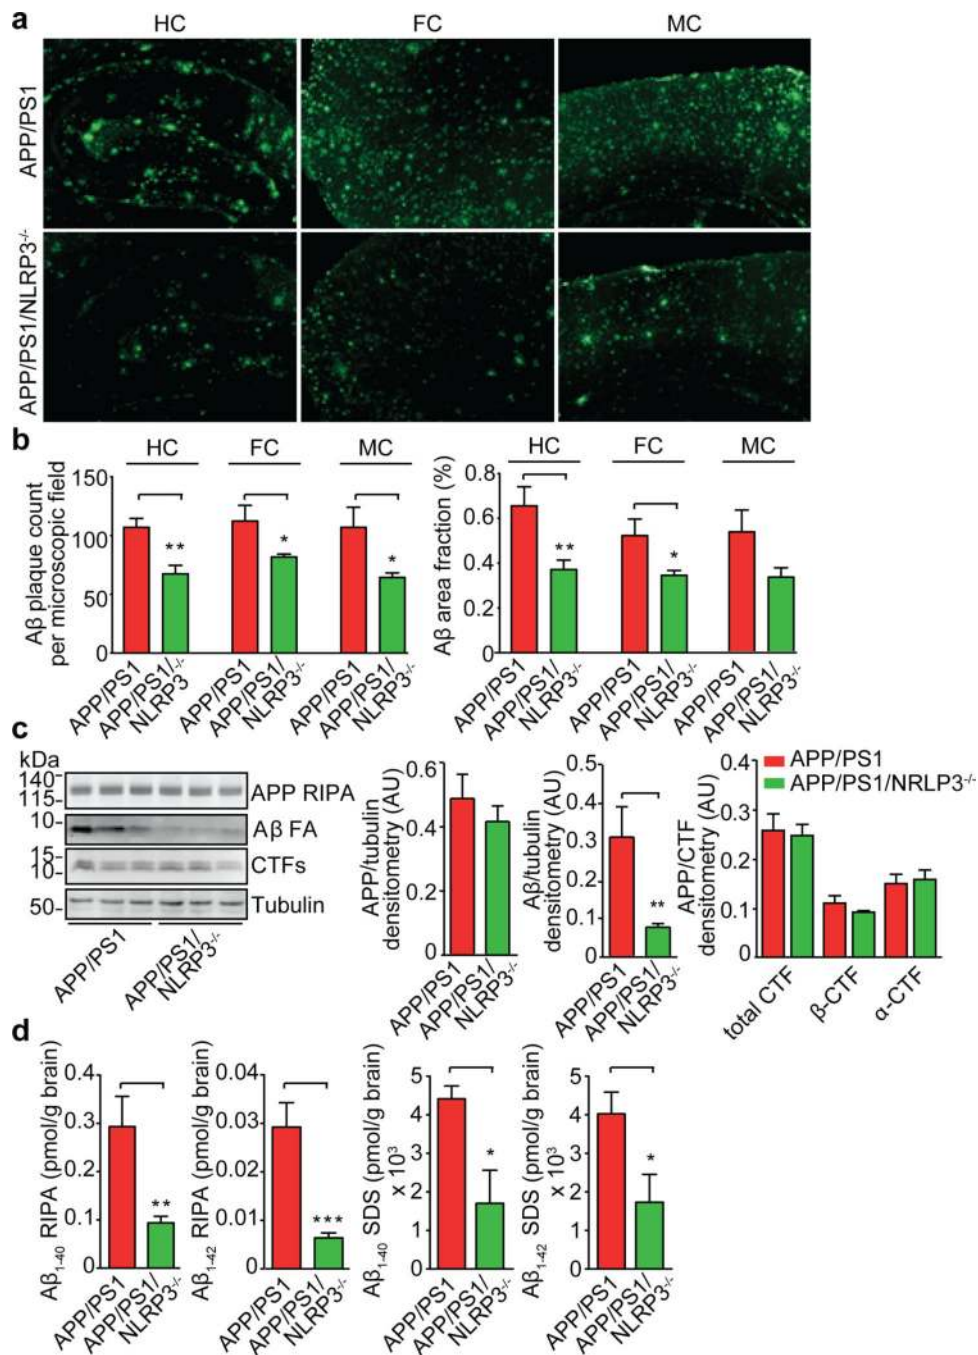 a
HC FC MC
APP/PS1
APP/PS1/NLRP3-/-
b
HC FC MC
Aβ plaque count
per microscopic field
150
100
50
0
**
*
*
APP/PS1
APP/PS1/-/-
NLRP3
APP/PS1
APP/PS1/
NLRP3-/-
APP/PS1
APP/PS1/
NLRP3-/-
HC FC MC
Aβ area fraction (%)
0.8
0.6
0.4
0.2
0
**
*
APP/PS1
APP/PS1/
NLRP3-/-
APP/PS1
APP/PS1/
NLRP3-/-
APP/PS1
APP/PS1/
NLRP3-/-
c
kDa
140-
115-
APP RIPA
10-
Aβ FA
15-
10-
CTFs
50-
Tubulin
APP/PS1
APP/PS1/
NLRP3-/-
APP/tubulin
densitometry (AU)
0.6
0.4
0.2
0
APP/PS1
APP/PS1/
NLRP3-/-
Aβ/tubulin
densitometry (AU)
0.5
0.4
0.3
0.2
0.1
0
**
APP/PS1
APP/PS1/
NLRP3-/-
APP/CTF
densitometry (AU)
0.4
0.3
0.2
0.1
0
APP/PS1
APP/PS1/NRLP3-/-
total CTF
β-CTF
α-CTF
d
Aβ1-40 RIPA (pmol/g brain)
0.4
0.3
0.2
0.1
0
**
APP/PS1
APP/PS1/
NLRP3-/-
Aβ1-42 RIPA (pmol/g brain)
0.04
0.03
0.02
0.01
0
***
APP/PS1
APP/PS1/
NLRP3-/-
Aβ1-40 SDS (pmol/g brain)
x 10³
5
4
3
2
1
0
*
APP/PS1
APP/PS1/
NLRP3-/-
Aβ1-42 SDS (pmol/g brain)
x 10³
5
4
3
2
1
0
*
APP/PS1
APP/PS1/
NLRP3-/-